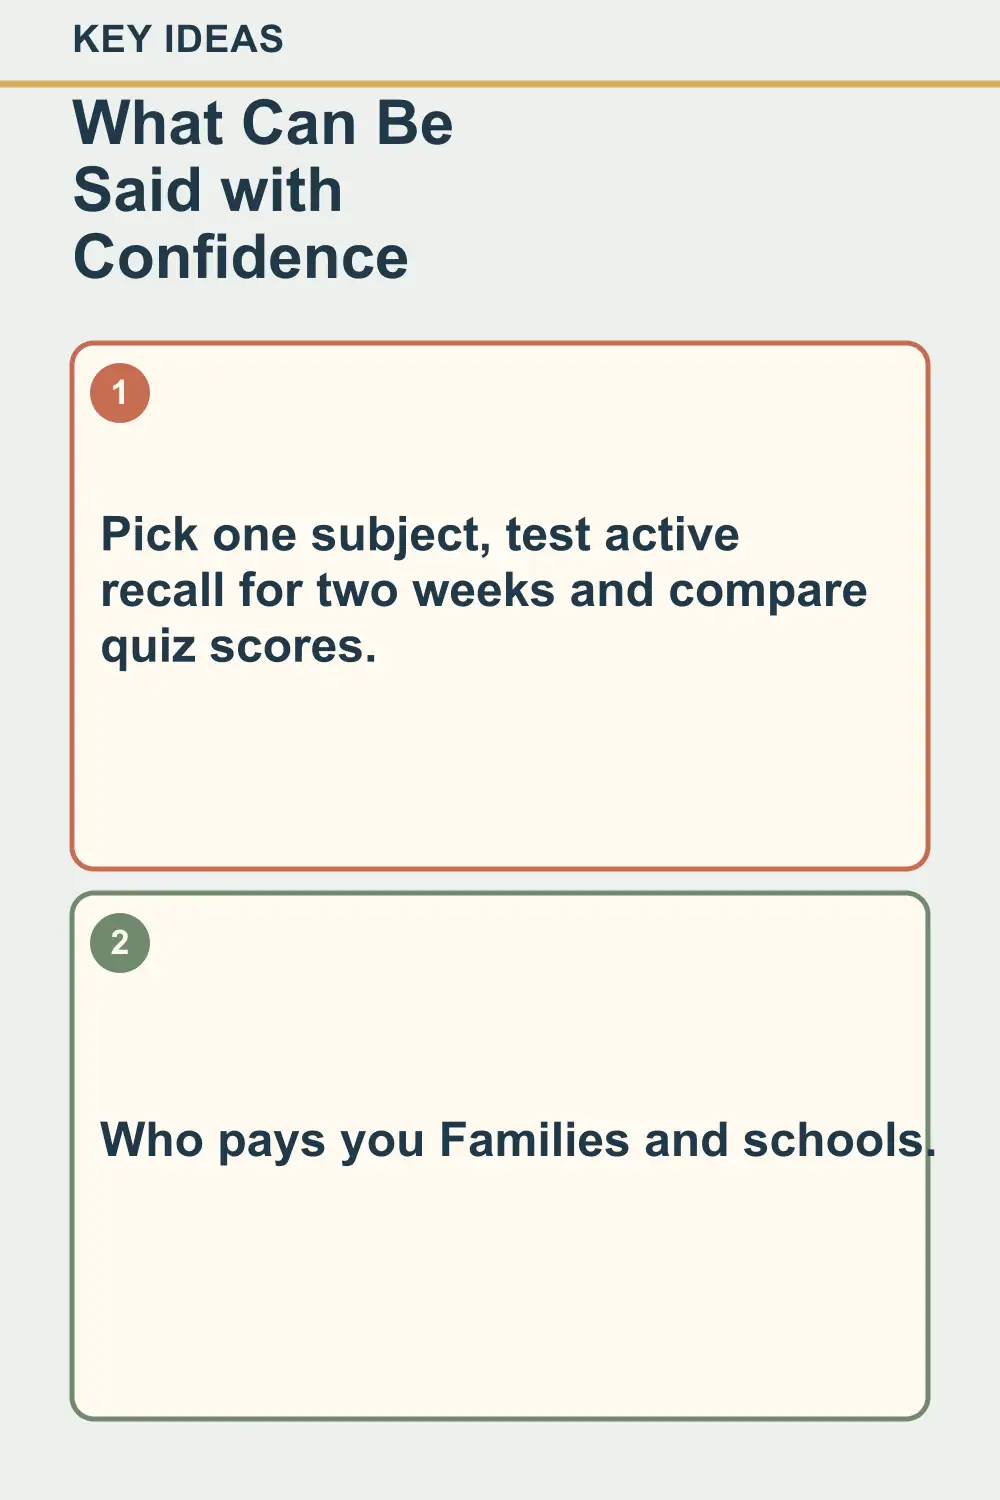 KEY IDEAS
What Can Be
Said with
Confidence
1
Pick one subject, test active
recall for two weeks and compare
quiz scores.
2
Who pays you Families and schools.